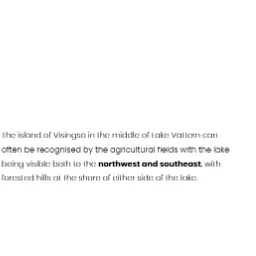 The island of Visingsö in the middle of Lake Vättern can
often be recognised by the agricultural fields with the lake
being visible both to the northwest and southeast, with
forested hills at the shore of either side of the lake.